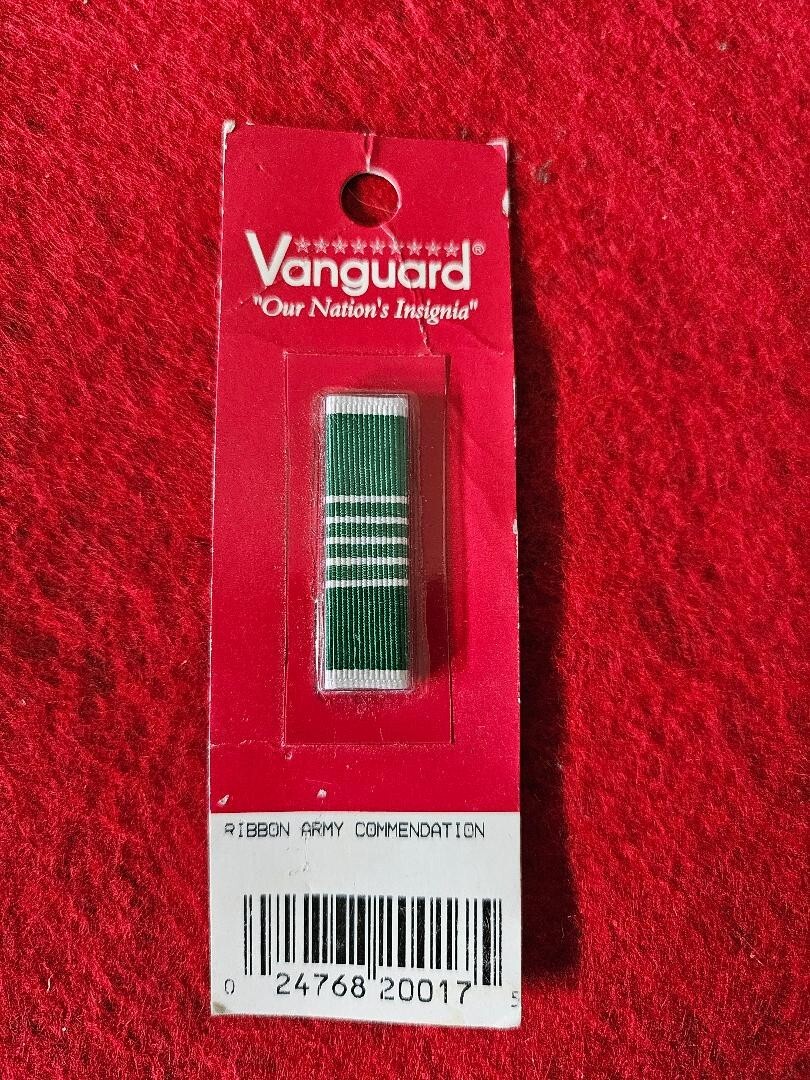 Vanguard®
"Our Nation's Insignia"
RIBBON ARMY COMMENDATION
0 24768 20017 5